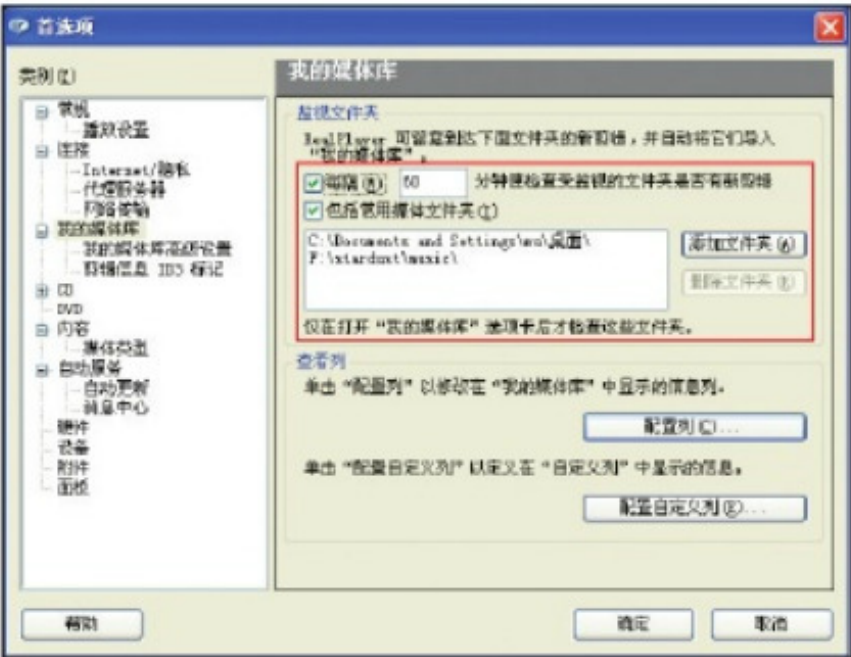 首选项
类别(E)
常规
播放设置
连接
Internet/隐私
代理服务器
网络传输
我的媒体库
我的媒体库高级设置
剪辑信息 ID3 标记
CD
DVD
内容
媒体类型
自动服务
自动更新
消息中心
硬件
设备
附件
面板
我的媒体库
监视文件夹
RealPlayer 可留意到达下面文件夹的新剪辑，并自动将它们导入
“我的媒体库”。
每隔 60 分钟便检查受监视的文件夹是否有新剪辑
包括常用媒体文件夹(I)
C:\Documents and Settings\wu\桌面\
F:\stardust\music\
添加文件夹(A)
删除文件夹
仅在打开“我的媒体库”选项卡后才检查这些文件夹。
查看列
单击“配置列”以修改在“我的媒体库”中显示的信息列。
配置列(C)...
单击“配置自定义列”以定义在“自定义列”中显示的信息。
配置自定义列(E)...
帮助
确定
取消